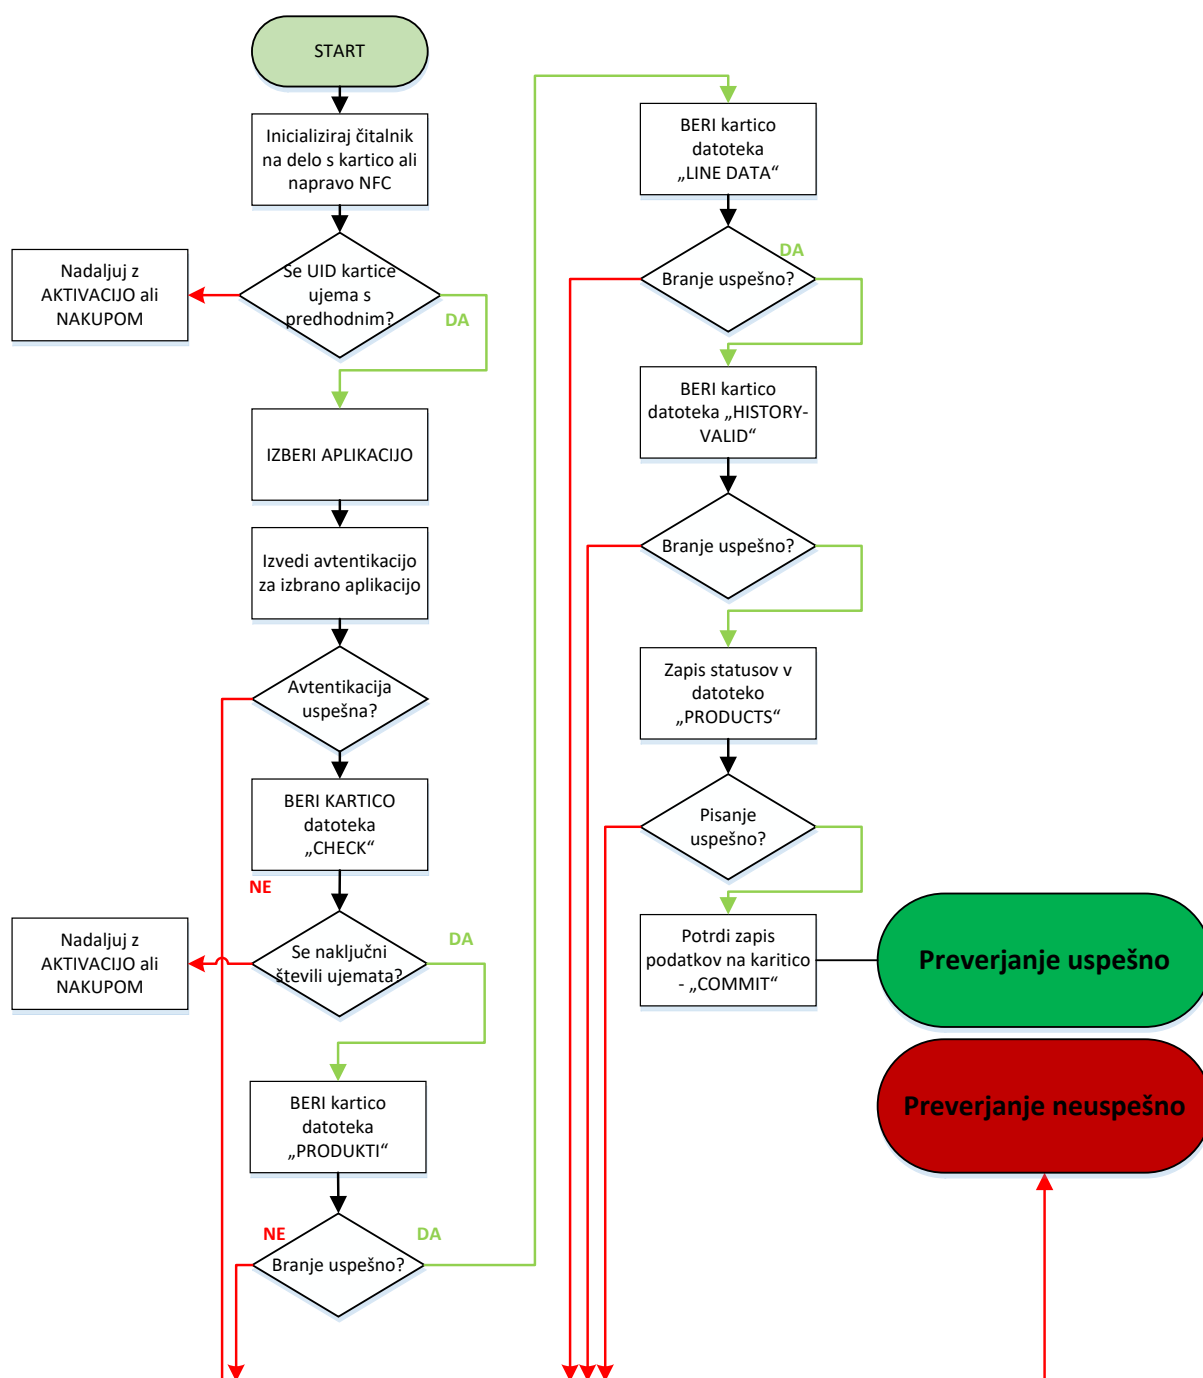 START
Inicializiraj čitalnik
na delo s kartico ali
napravo NFC
Se UID kartice
ujema s
predhodnim?
DA
Nadaljuj z
AKTIVACIJO ali
NAKUPOM
IZBERI APLIKACIJO
Izvedi avtentikacijo
za izbrano aplikacijo
Avtentikacija
uspešna?
BERI KARTICO
datoteka
„CHECK“
NE
Se naključni
števili ujemata?
DA
Nadaljuj z
AKTIVACIJO ali
NAKUPOM
BERI kartico
datoteka
„PRODUKTI“
NE
DA
Branje uspešno?
BERI kartico
datoteka
„LINE DATA“
DA
Branje uspešno?
BERI kartico
datoteka „HISTORY-
VALID“
Branje uspešno?
Zapis statusov v
datoteko
„PRODUCTS“
Pisanje
uspešno?
Potrdi zapis
podatkov na karitico
- „COMMIT“
Preverjanje uspešno
Preverjanje neuspešno